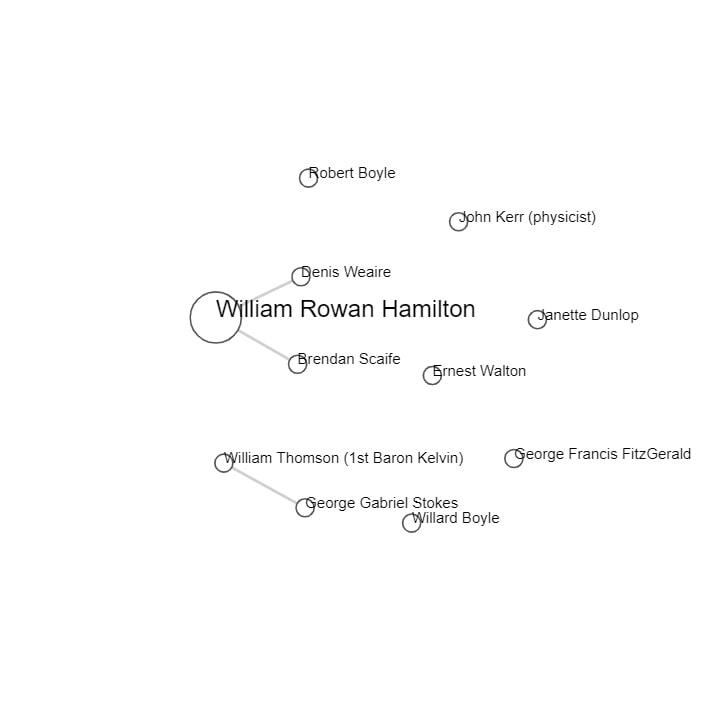 Robert Boyle
John Kerr (physicist)
Denis Weaire
William Rowan Hamilton
Janette Dunlop
Brendan Scaife
Ernest Walton
George Francis FitzGerald
William Thomson (1st Baron Kelvin)
George Gabriel Stokes
Willard Boyle